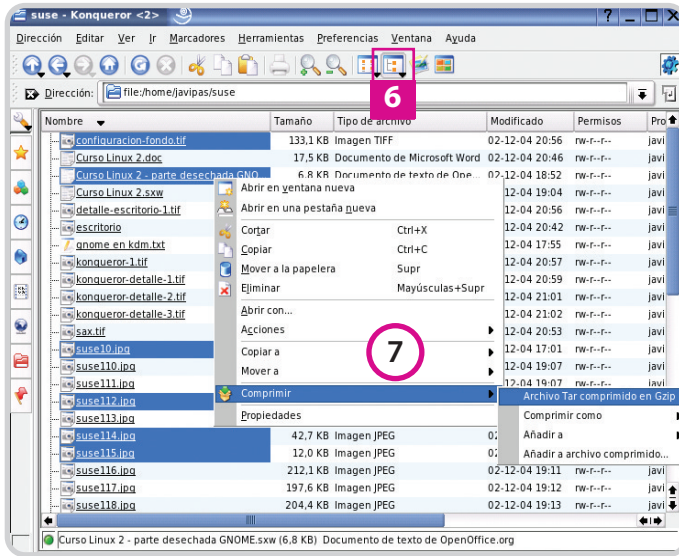 suse - Konqueror <2>
Dirección Editar Ver Ir Marcadores Herramientas Preferencias Ventana Ayuda
6
Dirección: file:/home/javipas/suse
Nombre Tamaño Tipo de archivo Modificado Permisos Pro
configuracion-fondo.tif 133,1 KB Imagen TIFF 02-12-04 20:56 rw-r--r-- javi
Curso Linux 2.doc 17,5 KB Documento de Microsoft Word 02-12-04 20:46 rw-r--r-- javi
Curso Linux 2 - parte desechada GNO... 6,8 KB Documento de texto de Ope... 02-12-04 18:52 rw-r--r-- javi
Curso Linux 2.sxw 12-04 19:04 rw-r--r-- javi
detalle-escritorio-1.tif 12-04 20:56 rw-r--r-- javi
escritorio 12-04 20:42 rw-r--r-- javi
gnome en kdm.txt 12-04 17:55 rw-r--r-- javi
konqueror-1.tif 12-04 20:57 rw-r--r-- javi
konqueror-detalle-1.tif 12-04 20:59 rw-r--r-- javi
konqueror-detalle-2.tif 12-04 21:01 rw-r--r-- javi
konqueror-detalle-3.tif 12-04 21:02 rw-r--r-- javi
sax.tif 12-04 20:53 rw-r--r-- javi
suse10.jpg 12-04 17:01 rw-r--r-- javi
suse110.jpg 12-04 19:07 rw-r--r-- javi
suse111.jpg 12-04 19:07 rw-r--r-- javi
suse112.jpg
suse113.jpg
suse114.jpg 42,7 KB Imagen JPEG 02
suse115.jpg 12,0 KB Imagen JPEG 02
suse116.jpg 212,1 KB Imagen JPEG 02-12-04 19:11 rw-r--r-- javi
suse117.jpg 197,6 KB Imagen JPEG 02-12-04 19:12 rw-r--r-- javi
suse118.jpg 204,4 KB Imagen JPEG 02-12-04 19:13 rw-r--r-- javi
Abrir en ventana nueva
Abrir en una pestaña nueva
Cortar Ctrl+X
Copiar Ctrl+C
Mover a la papelera Supr
Eliminar Mayúsculas+Supr
Abrir con...
Acciones
Copiar a
7
Mover a
Comprimir
Propiedades
Archivo Tar comprimido en Gzip
Comprimir como
Añadir a
Añadir a archivo comprimido...
Curso Linux 2 - parte desechada GNOME.sxw (6,8 KB) Documento de texto de OpenOffice.org